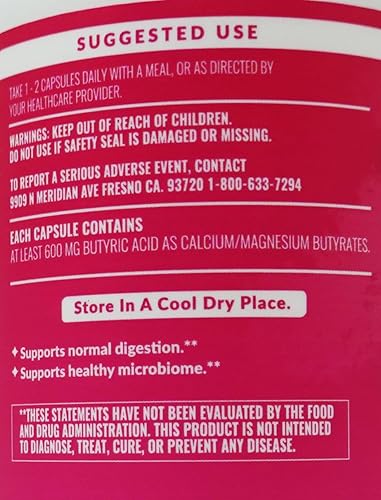 SUGGESTED USE
TAKE 1 - 2 CAPSULES DAILY WITH A MEAL, OR AS DIRECTED BY
YOUR HEALTHCARE PROVIDER.
WARNINGS: KEEP OUT OF REACH OF CHILDREN.
DO NOT USE IF SAFETY SEAL IS DAMAGED OR MISSING.
TO REPORT A SERIOUS ADVERSE EVENT, CONTACT
9909 N MERIDIAN AVE FRESNO CA. 93720 1-800-633-7294
EACH CAPSULE CONTAINS
AT LEAST 600 MG BUTYRIC ACID AS CALCIUM/MAGNESIUM BUTYRATES.
Store In A Cool Dry Place.
✦Supports normal digestion.**
✦Supports healthy microbiome.**
**THESE STATEMENTS HAVE NOT BEEN EVALUATED BY THE FOOD
AND DRUG ADMINISTRATION. THIS PRODUCT IS NOT INTENDED
TO DIAGNOSE, TREAT, CURE, OR PREVENT ANY DISEASE.